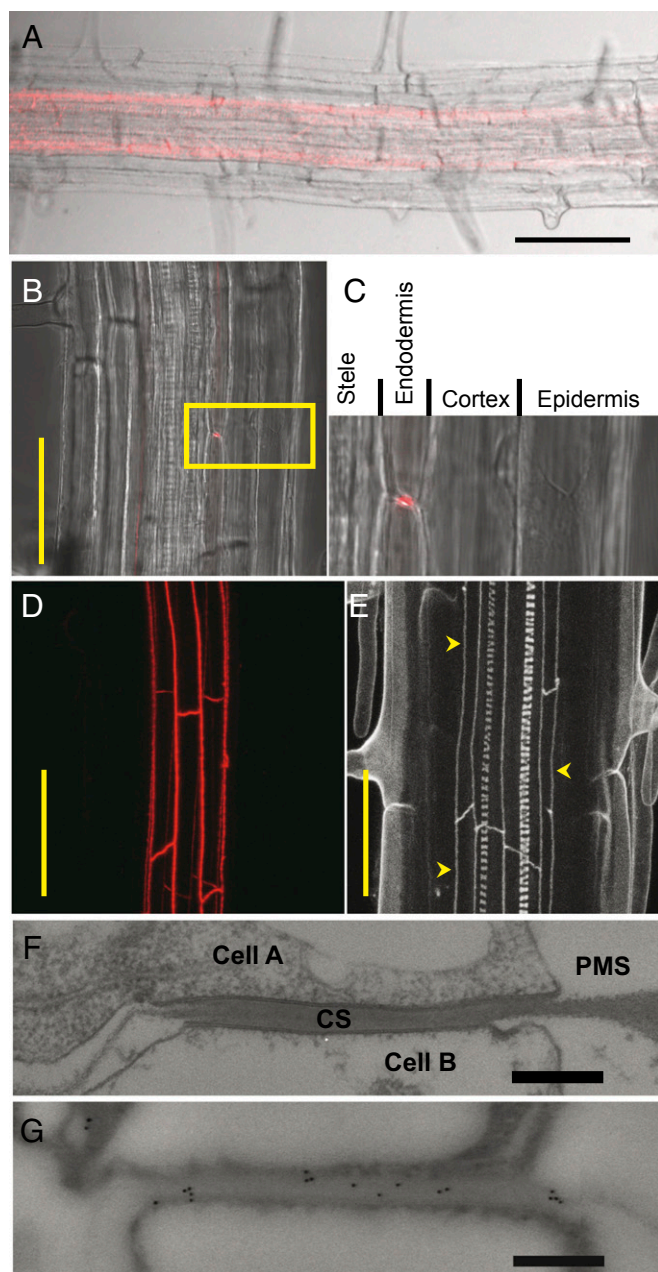 A
B
C
Stele
Endodermis
Cortex
Epidermis
D
E
F
Cell A
PMS
CS
Cell B
G